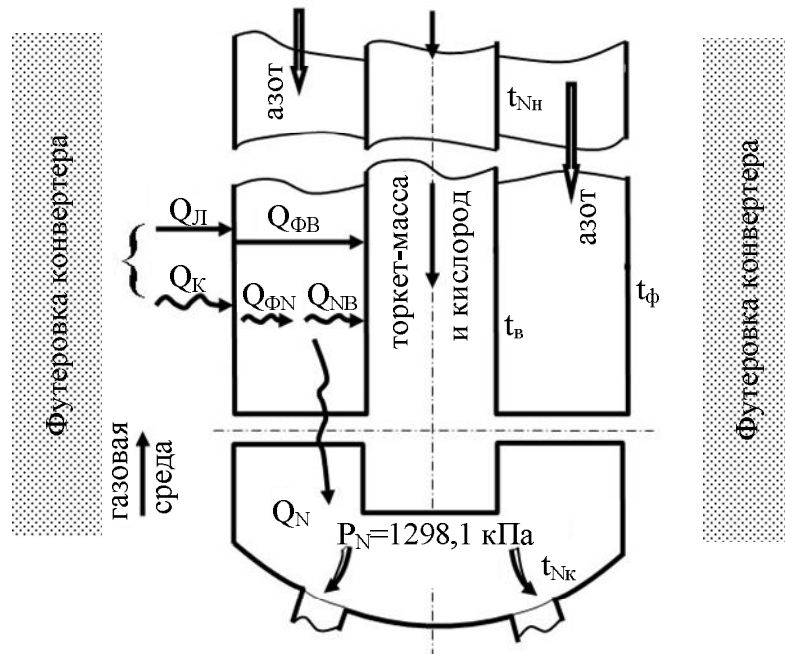 азот
t_Nн
Футеровка конвертера
Футеровка конвертера
Q_Л
Q_ФВ
торкет-масса
и кислород
азот
Q_К
Q_ФN
Q_NВ
t_ф
t_в
газовая
среда
Q_N
P_N=1298,1 кПа
t_Nк